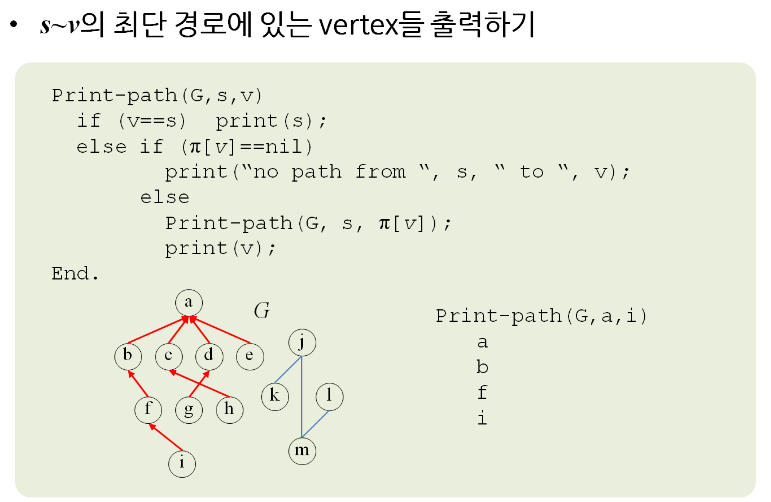 • s~v의 최단 경로에 있는 vertex들 출력하기
Print-path(G,s,v)
if (v==s) print(s);
else if (π[v]==nil)
print(“no path from “, s, “ to “, v);
else
Print-path(G, s, π[v]);
print(v);
End.
a
G
b c d e
j
f g h
k l
i
m
Print-path(G,a,i)
a
b
f
i